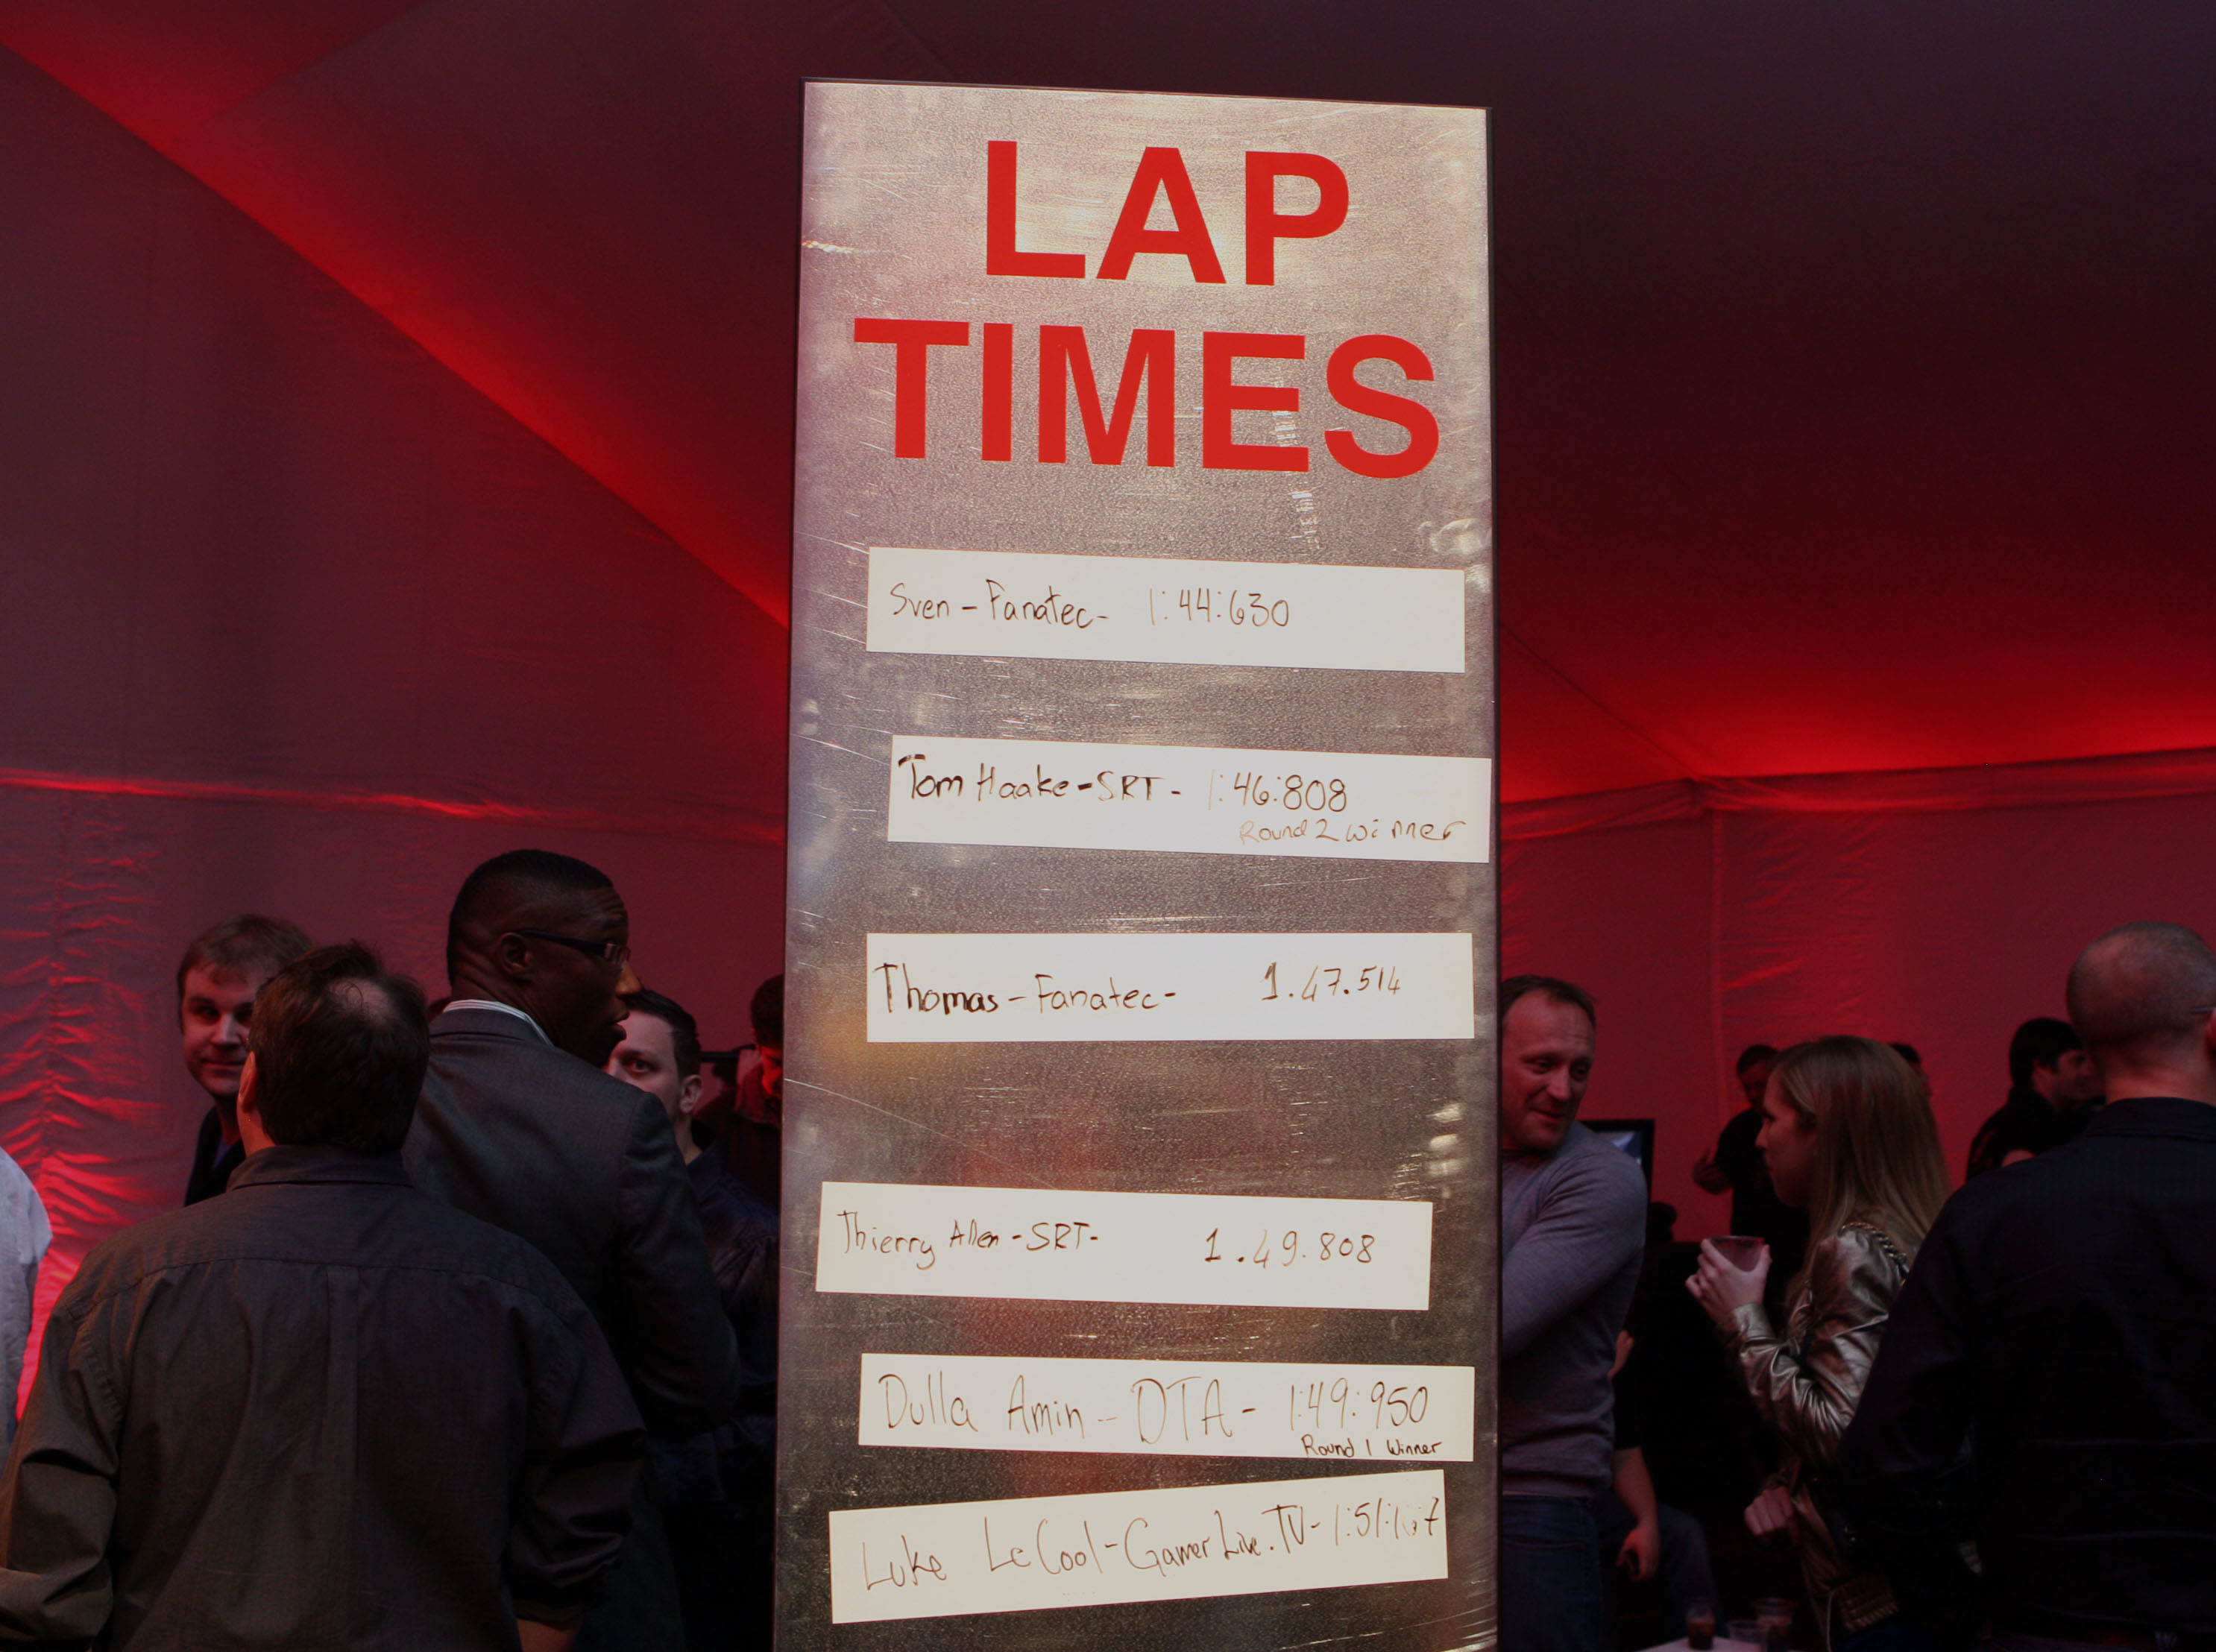 LAP
TIMES
Sven - Fanatec - 1:44:630
Tom Haake - SRT - 1:46:808
Round 2 winner
Thomas - Fanatec - 1.47.514
Thierry Allen - SRT - 1.49.808
Dulla Amin - DTA - 1:49:950
Round 1 Winner
Luke LeCool - GamerLive.TV -